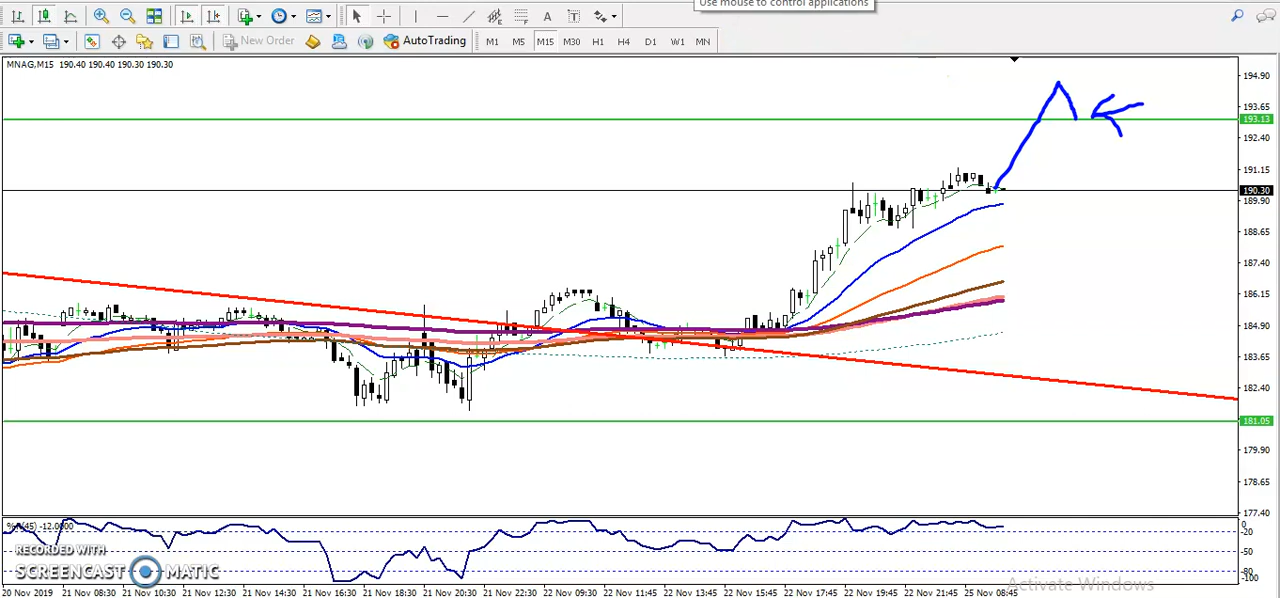 Use mouse to control applications
New Order
AutoTrading
M1 M5 M15 M30 H1 H4 D1 W1 MN
MNAG,M15 190.40 190.40 190.30 190.30
194.90
193.65
193.13
192.40
191.15
190.30
189.90
188.65
187.40
186.15
184.90
183.65
182.40
181.05
179.90
178.65
177.40
%R(45) -12.0000
0
-20
-50
-80
-100
RECORDED WITH
SCREENCAST MATIC
Activate Windows
20 Nov 2019 21 Nov 08:30 21 Nov 10:30 21 Nov 12:30 21 Nov 14:30 21 Nov 16:30 21 Nov 18:30 21 Nov 20:30 21 Nov 22:30 22 Nov 09:30 22 Nov 11:45 22 Nov 13:45 22 Nov 15:45 22 Nov 17:45 22 Nov 19:45 22 Nov 21:45 25 Nov 08:45